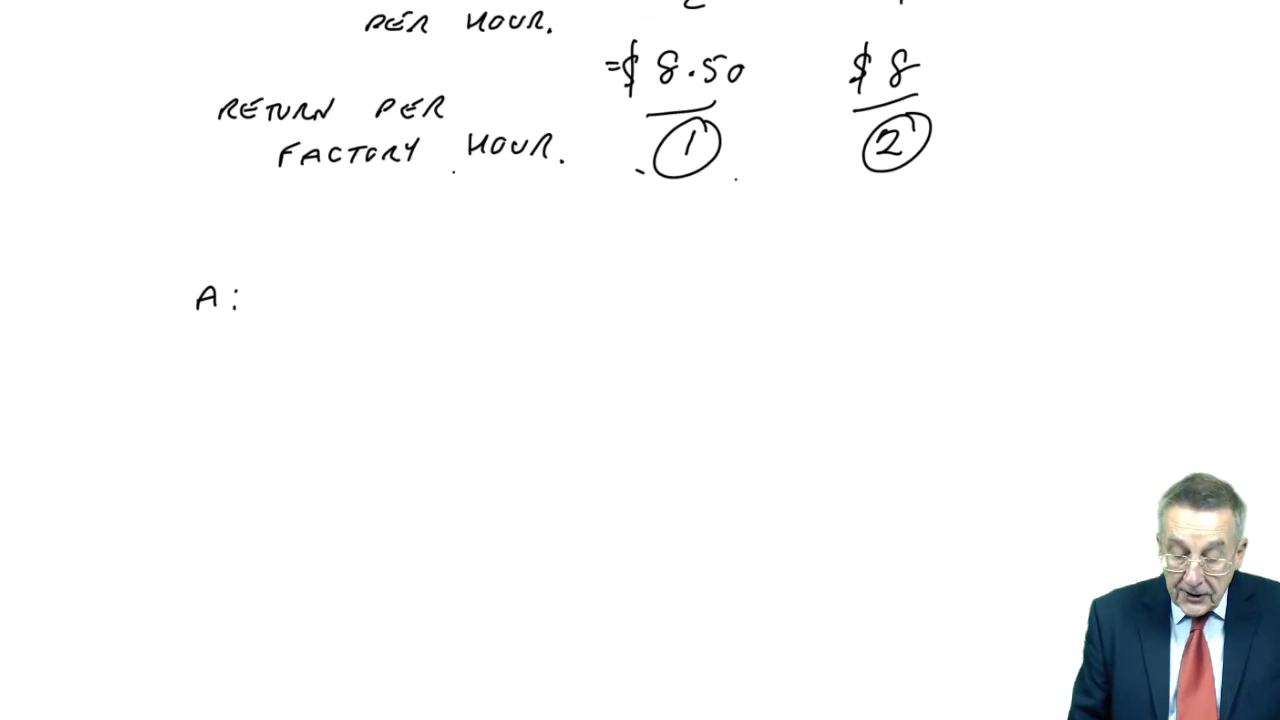 PER HOUR.
=$ 8.50 $ 8
RETURN PER
FACTORY HOUR. 1 2
A: